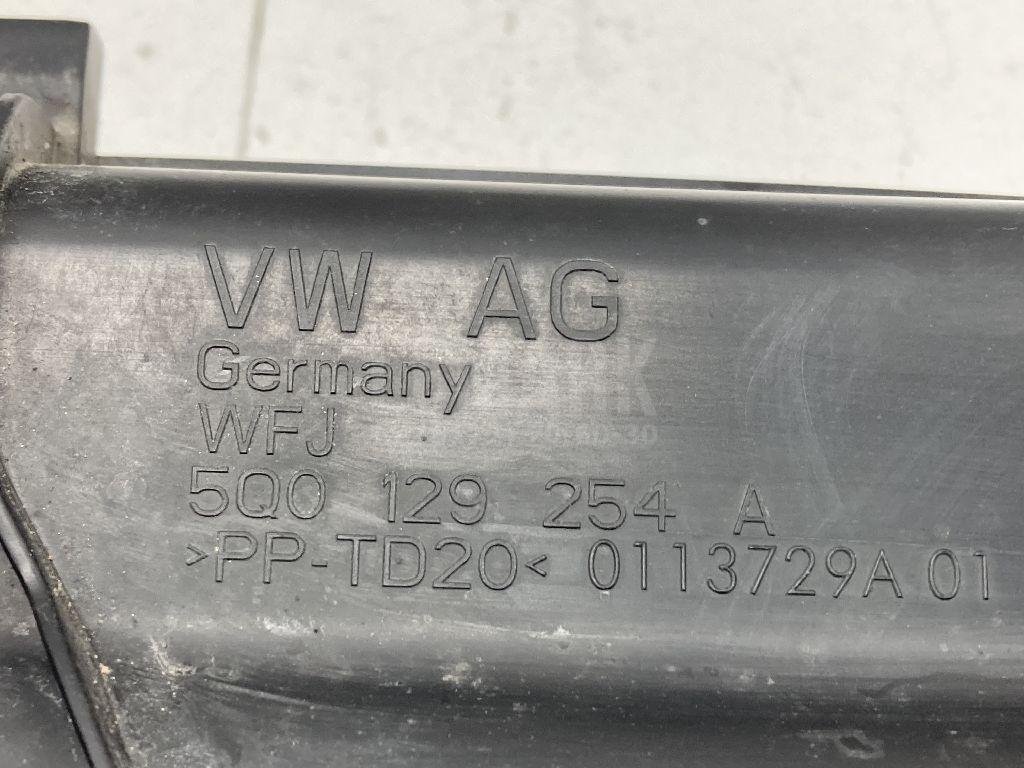 VW AG
Germany
WFJ
5Q0 129 254 A
>PP-TD20< 0113729A 01